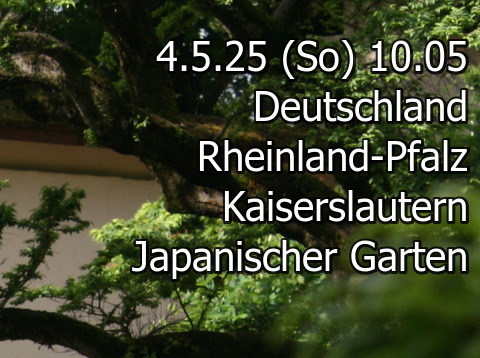 4.5.25 (So) 10.05
Deutschland
Rheinland-Pfalz
Kaiserslautern
Japanischer Garten